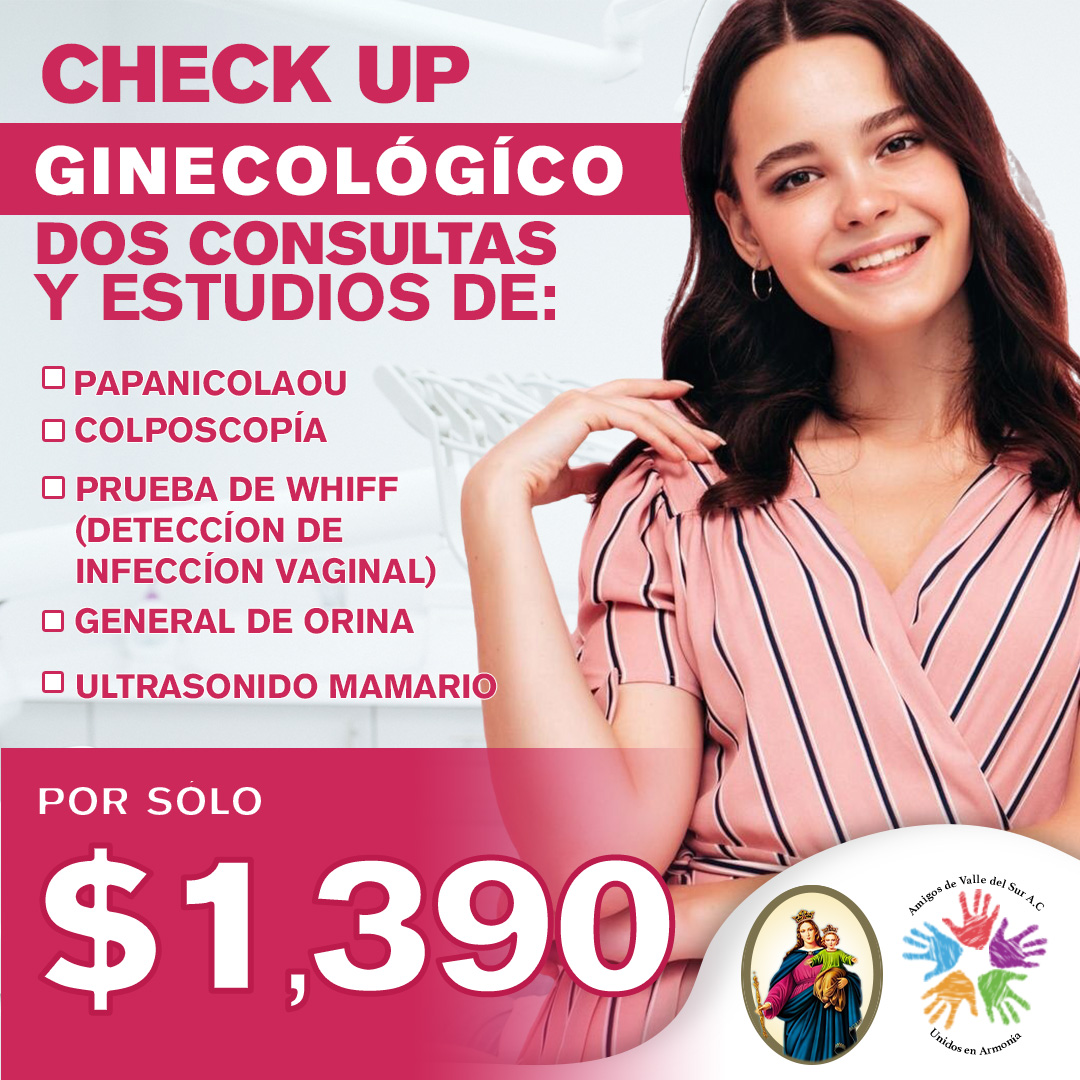 CHECK UP
GINECOLÓGÍCO
DOS CONSULTAS
Y ESTUDIOS DE:
PAPANICOLAOU
COLPOSCOPÍA
PRUEBA DE WHIFF
(DETECCÍON DE
INFECCÍON VAGINAL)
GENERAL DE ORINA
ULTRASONIDO MAMARIO
POR SÓLO
$1,390
Amigos de Valle del Sur A.C
Unidos en Armonía